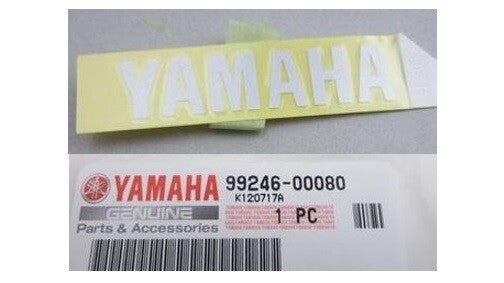 YAMAHA
YAMAHA 99246-00080
K120717A
GENUINE
Parts & Accessories
1 PC